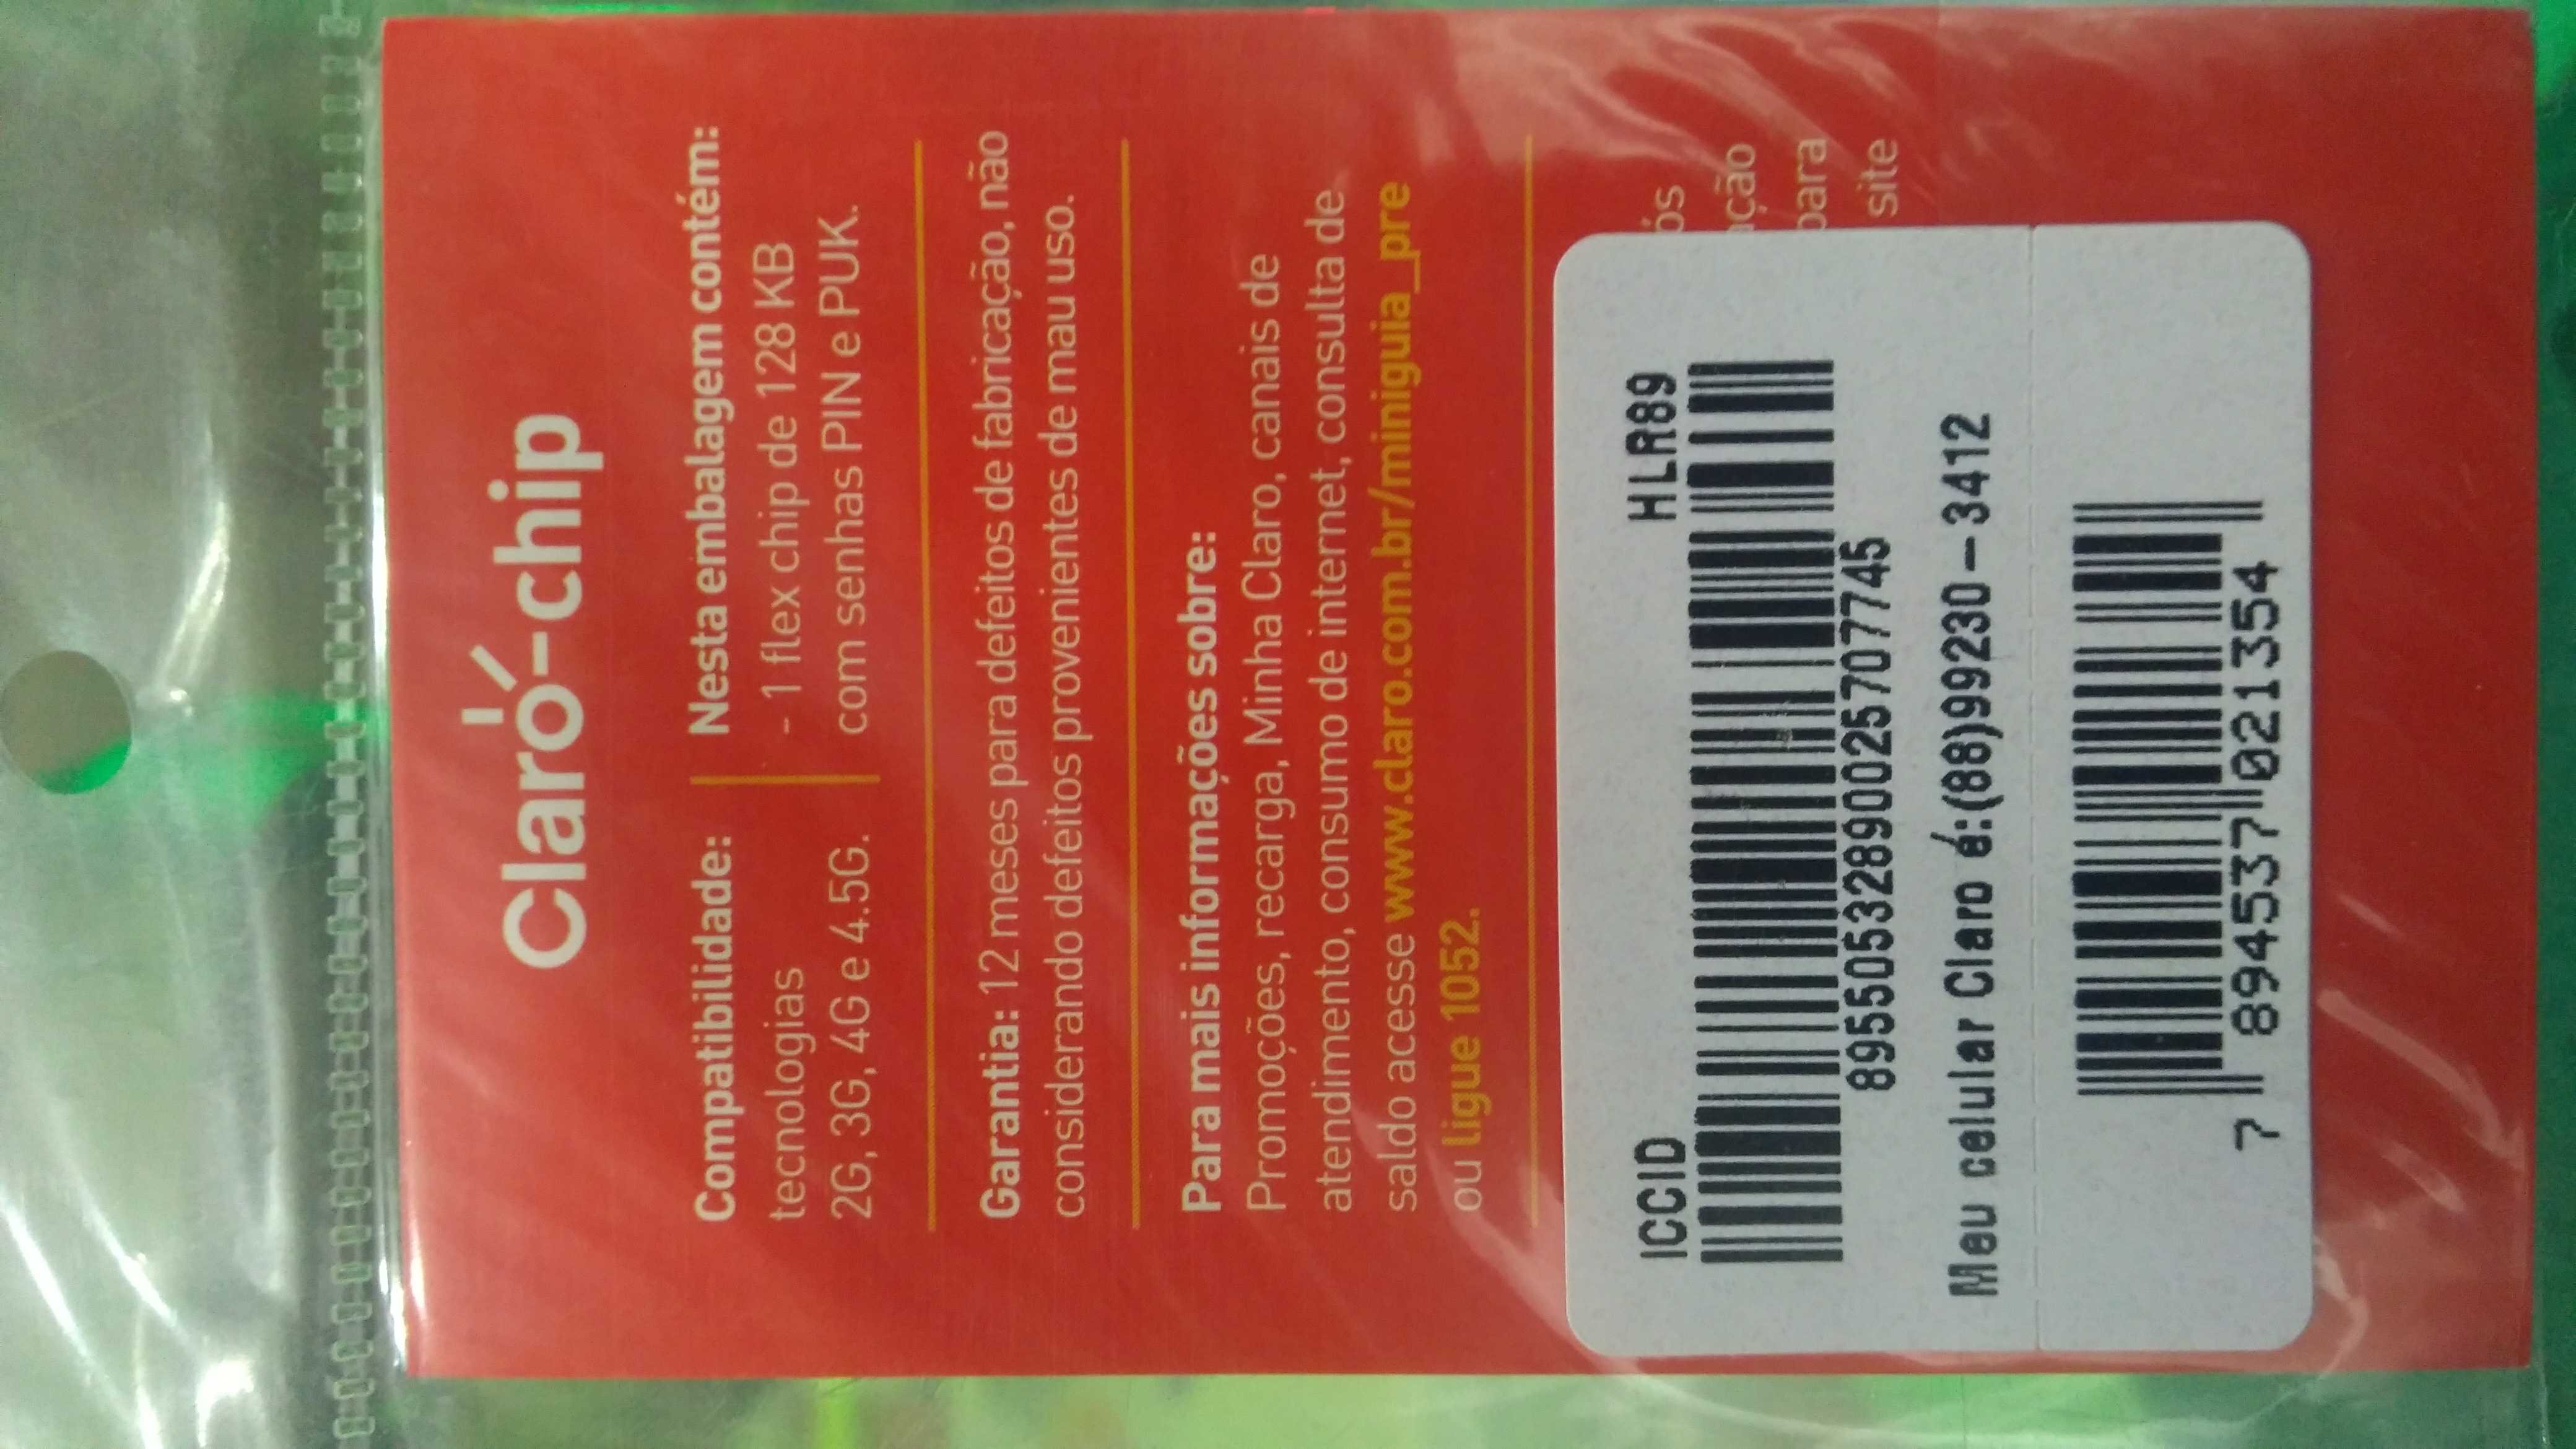 Claro-chip
Compatibilidade:
tecnologias
2G, 3G, 4G e 4.5G.
Nesta embalagem contém:
- 1 flex chip de 128 KB
com senhas PIN e PUK.
Garantia: 12 meses para defeitos de fabricação, não
considerando defeitos provenientes de mau uso.
Para mais informações sobre:
Promoções, recarga, Minha Claro, canais de
atendimento, consumo de internet, consulta de
saldo acesse www.claro.com.br/miniguia_pre
ou ligue 1052.
para
site
ICCID HLR89
89550532890025707745
Meu celular Claro é:(88)99230-3412
7 894537 021354